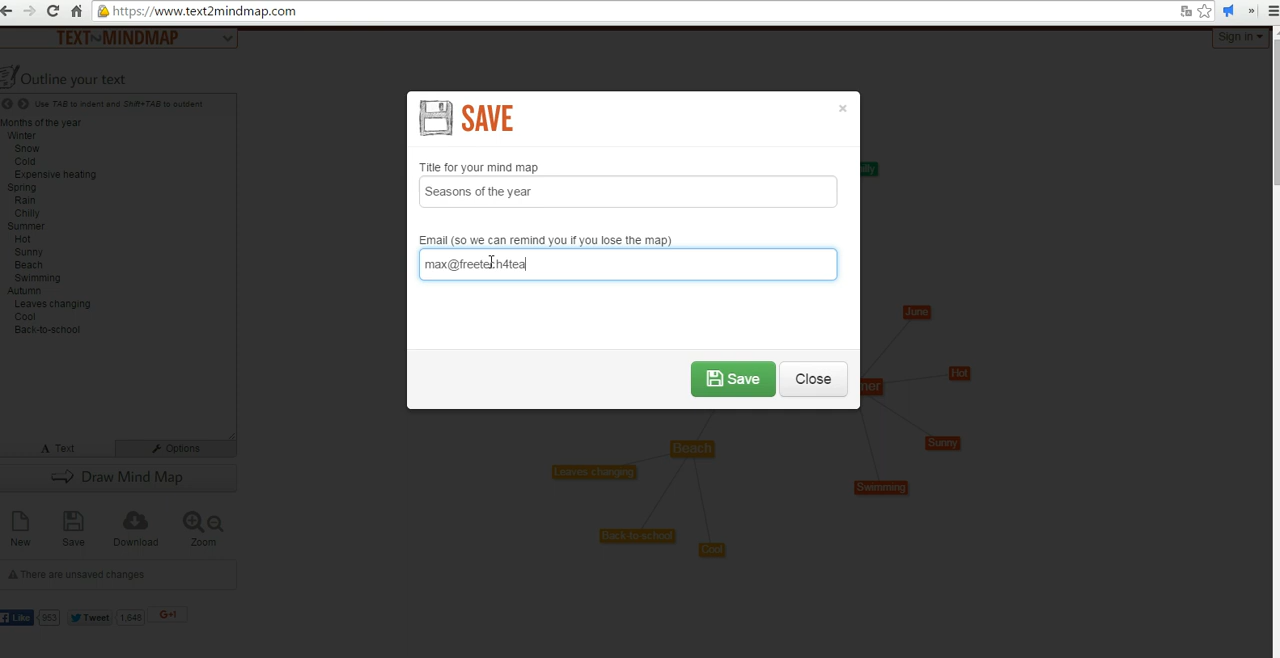 https://www.text2mindmap.com
»
TEXT2MINDMAP
Sign in
Outline your text
Use TAB to indent and Shift+TAB to outdent
Months of the year
Winter
Snow
Cold
Expensive heating
Spring
Rain
Chilly
Summer
Hot
Sunny
Beach
Swimming
Autumn
Leaves changing
Cool
Back-to-school
A Text
Options
Draw Mind Map
New
Save
Download
Zoom
There are unsaved changes
Like 953
Tweet 1,648
G+1
SAVE
×
Title for your mind map
Seasons of the year
Email (so we can remind you if you lose the map)
max@freetech4tea
Save
Close
June
Hot
Sunny
Swimming
Beach
Leaves changing
Back-to-school
Cool